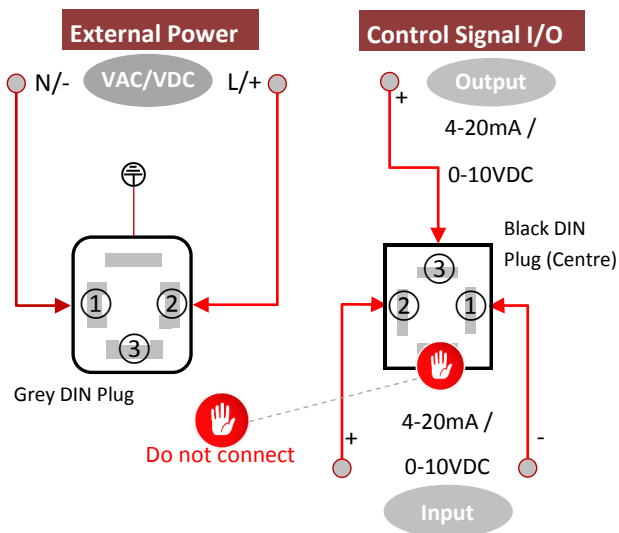 External Power
N/-
VAC/VDC
L/+
1
2
3
Grey DIN Plug
Do not connect
Control Signal I/O
Output
+
4-20mA /
0-10VDC
Black DIN
Plug (Centre)
3
2
1
+
4-20mA /
-
0-10VDC
Input